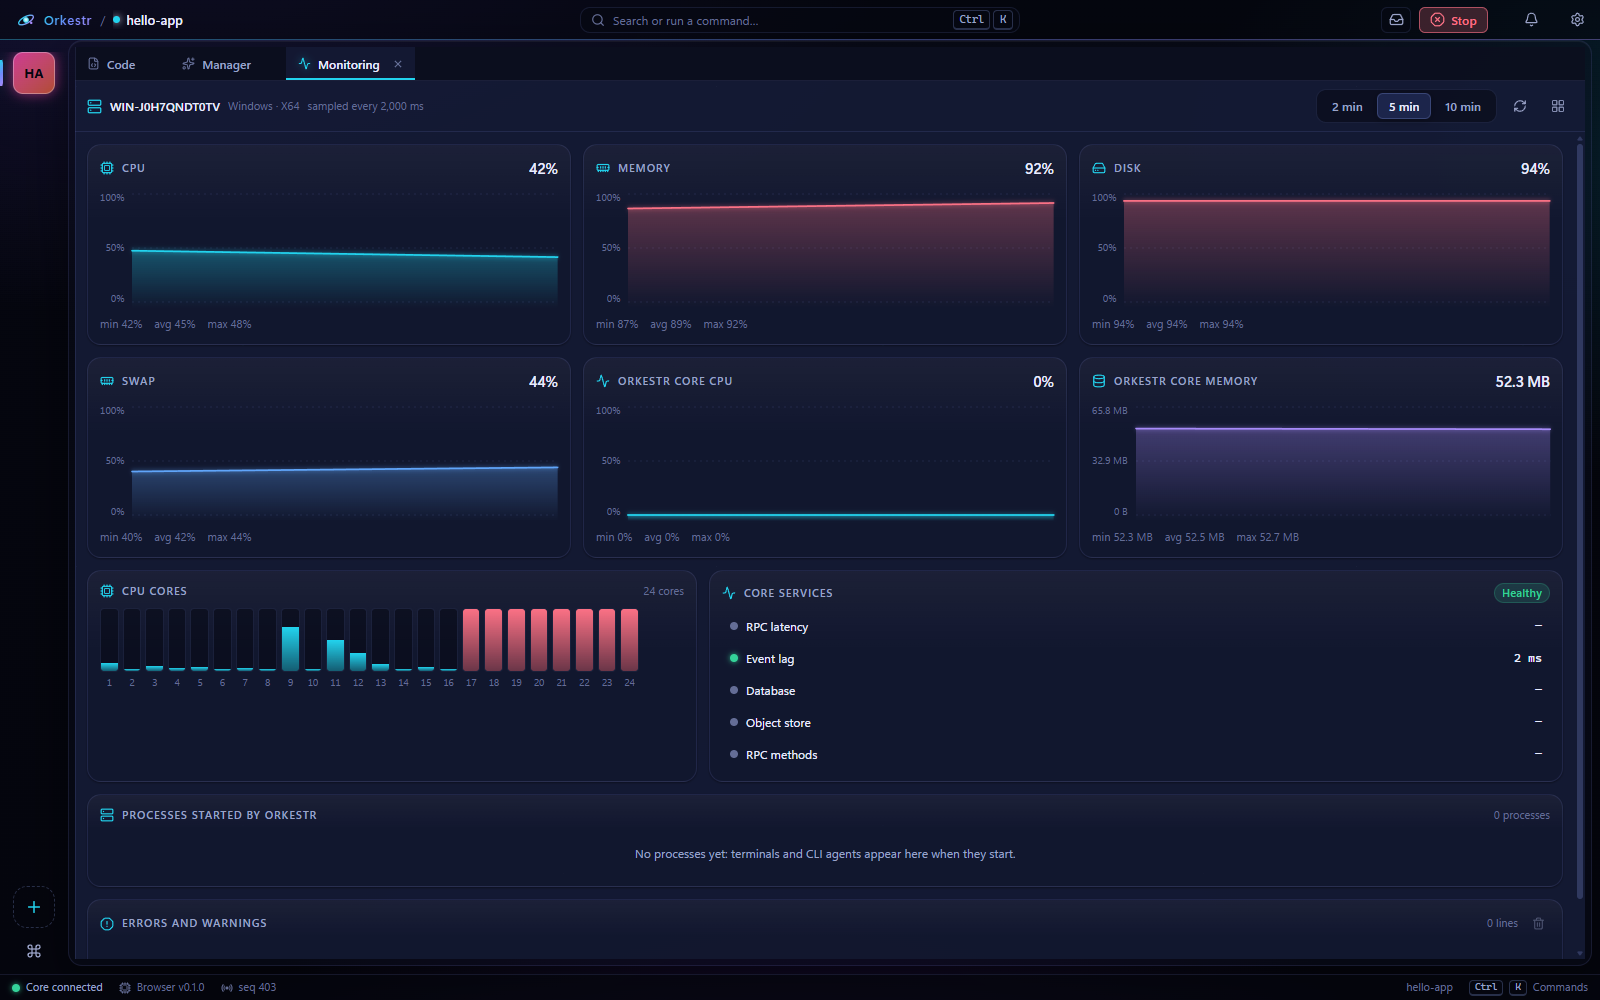 Orkestr / hello-app
Search or run a command... Ctrl K
Stop
HA
Code Manager Monitoring
WIN-J0H7QNDT0TV Windows · X64 sampled every 2,000 ms
2 min 5 min 10 min
CPU 42%
100%
50%
0%
min 42% avg 45% max 48%
MEMORY 92%
100%
50%
0%
min 87% avg 89% max 92%
DISK 94%
100%
50%
0%
min 94% avg 94% max 94%
SWAP 44%
100%
50%
0%
min 40% avg 42% max 44%
ORKESTR CORE CPU 0%
100%
50%
0%
min 0% avg 0% max 0%
ORKESTR CORE MEMORY 52.3 MB
65.8 MB
32.9 MB
0 B
min 52.3 MB avg 52.5 MB max 52.7 MB
CPU CORES 24 cores
1 2 3 4 5 6 7 8 9 10 11 12 13 14 15 16 17 18 19 20 21 22 23 24
CORE SERVICES Healthy
RPC latency –
Event lag 2 ms
Database –
Object store –
RPC methods –
PROCESSES STARTED BY ORKESTR 0 processes
No processes yet: terminals and CLI agents appear here when they start.
ERRORS AND WARNINGS 0 lines
Core connected Browser v0.1.0 seq 403
hello-app Ctrl K Commands